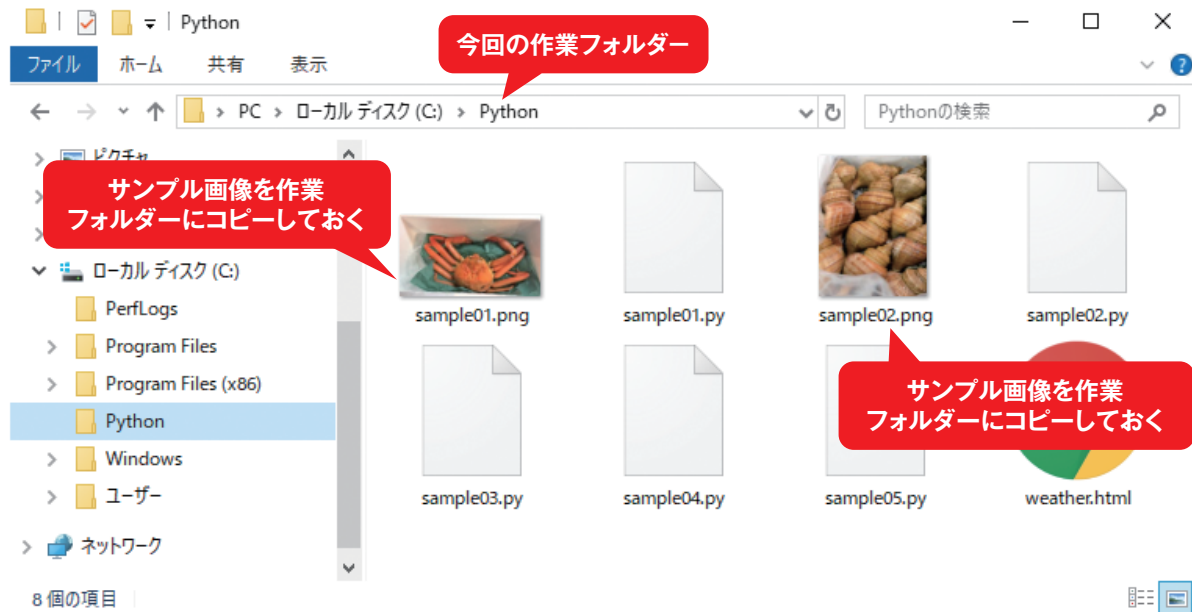 Python
今回の作業フォルダー
ファイル ホーム 共有 表示
PC › ローカル ディスク (C:) › Python
Pythonの検索
ピクチャ
サンプル画像を作業
フォルダーにコピーしておく
ローカル ディスク (C:)
PerfLogs
Program Files
Program Files (x86)
Python
Windows
ユーザー
ネットワーク
sample01.png
sample01.py
sample02.png
sample02.py
サンプル画像を作業
フォルダーにコピーしておく
sample03.py
sample04.py
sample05.py
weather.html
8 個の項目